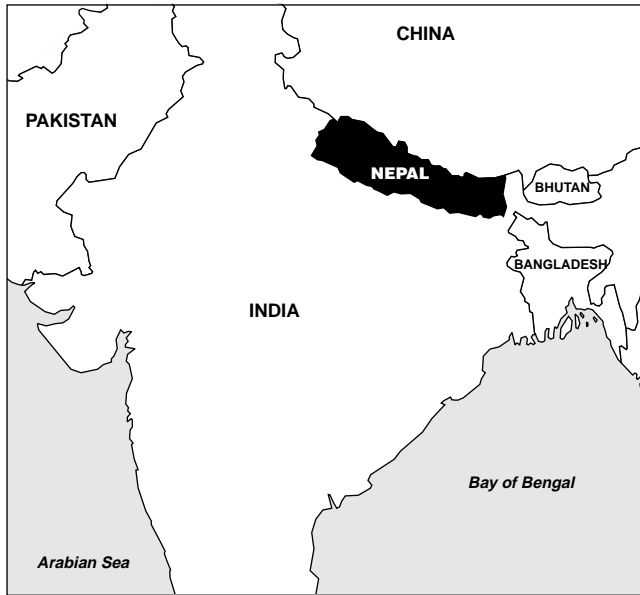 CHINA
PAKISTAN
NEPAL
BHUTAN
BANGLADESH
INDIA
Bay of Bengal
Arabian Sea